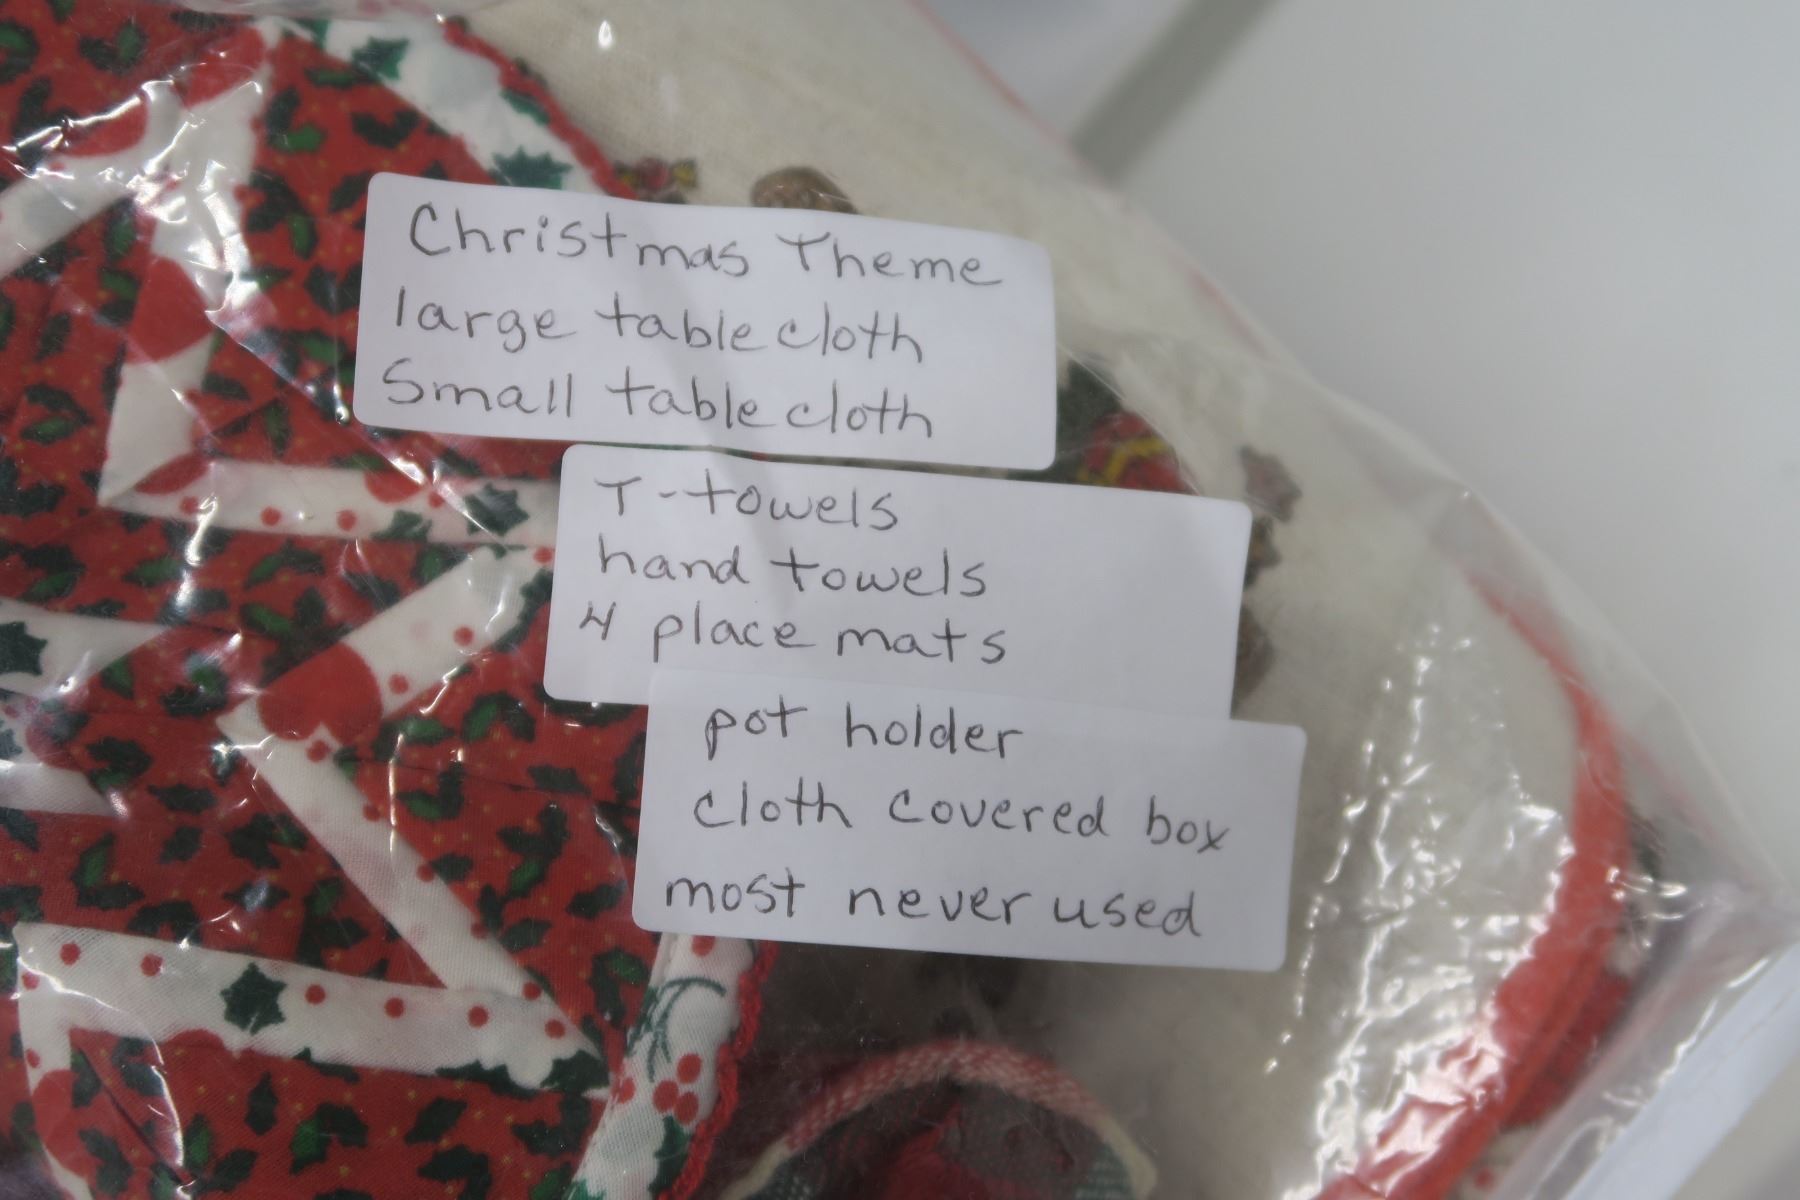 Christmas Theme
large table cloth
Small table cloth
T-towels
hand towels
4 place mats
pot holder
cloth covered box
most never used